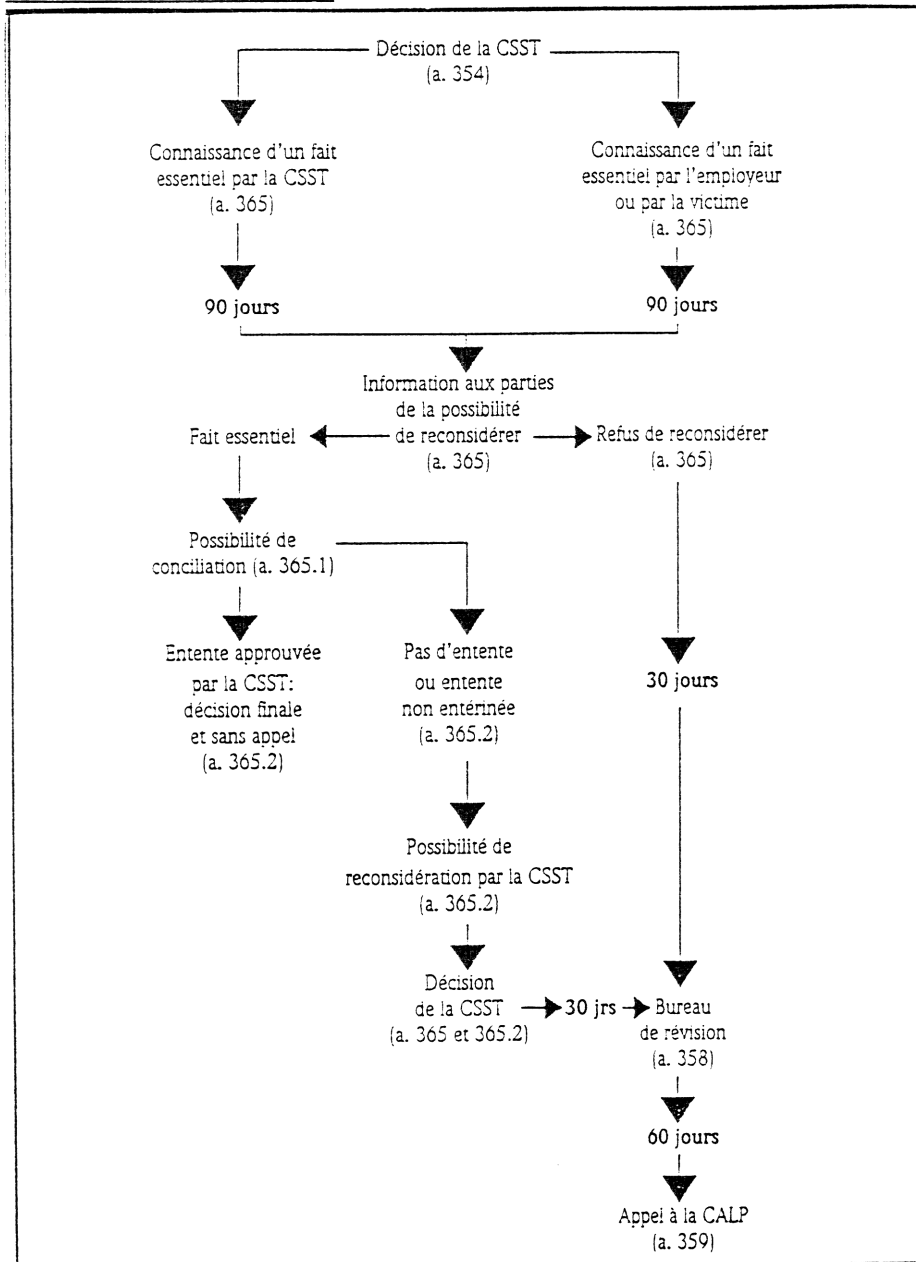 Décision de la CSST
(a. 354)
Connaissance d'un fait
essentiel par la CSST
(a. 365)
Connaissance d'un fait
essentiel par l'employeur
ou par la victime
(a. 365)
90 jours
90 jours
Information aux parties
de la possibilité
de reconsidérer
(a. 365)
Fait essentiel
Refus de reconsidérer
(a. 365)
Possibilité de
conciliation (a. 365.1)
Entente approuvée
par la CSST:
décision finale
et sans appel
(a. 365.2)
Pas d'entente
ou entente
non entérinée
(a. 365.2)
30 jours
Possibilité de
reconsidération par la CSST
(a. 365.2)
Décision
de la CSST
(a. 365 et 365.2)
30 jrs
Bureau
de révision
(a. 358)
60 jours
Appel à la CALP
(a. 359)